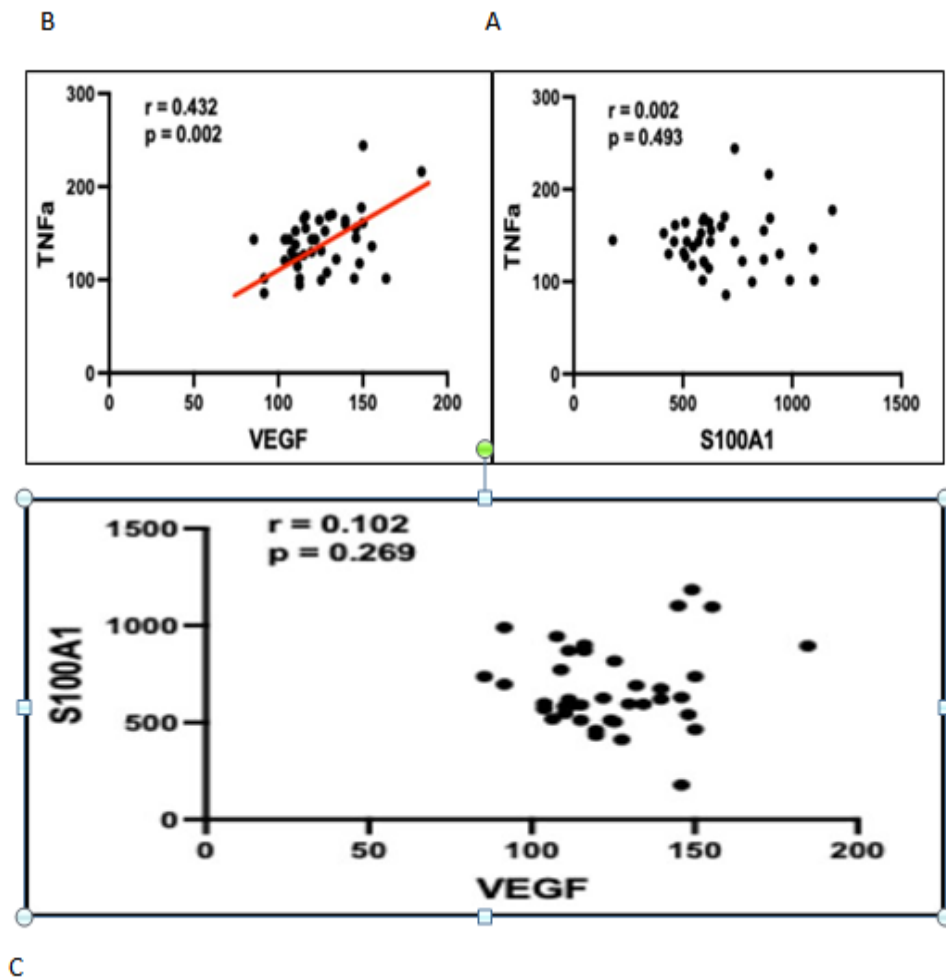 B
A
300
r = 0.432
p = 0.002
200
TNFa
100
0
0 50 100 150 200
VEGF
300
r = 0.002
p = 0.493
200
TNFa
100
0
0 500 1000 1500
S100A1
1500
r = 0.102
p = 0.269
1000
S100A1
500
0
0 50 100 150 200
VEGF
C